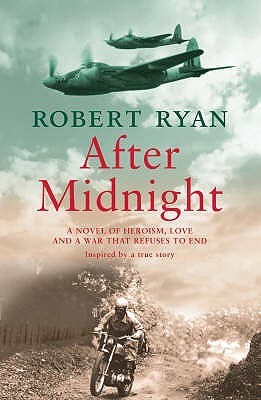 ROBERT RYAN
After
Midnight
A NOVEL OF HEROISM, LOVE
AND A WAR THAT REFUSES TO END
Inspired by a true story